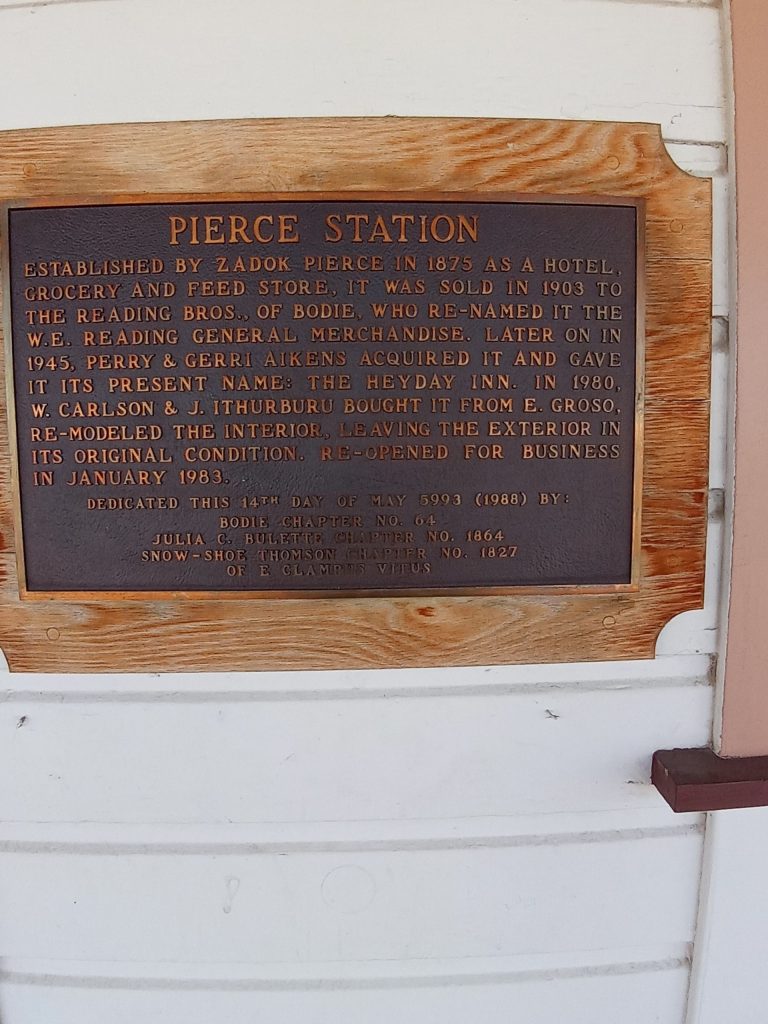 PIERCE STATION
ESTABLISHED BY ZADOK PIERCE IN 1875 AS A HOTEL,
GROCERY AND FEED STORE, IT WAS SOLD IN 1903 TO
THE READING BROS., OF BODIE, WHO RE-NAMED IT THE
W.E. READING GENERAL MERCHANDISE. LATER ON IN
1945, PERRY & GERRI AIKENS ACQUIRED IT AND GAVE
IT ITS PRESENT NAME: THE HEYDAY INN. IN 1980,
W. CARLSON & J. ITHURBURU BOUGHT IT FROM E. GROSO,
RE-MODELED THE INTERIOR, LEAVING THE EXTERIOR IN
ITS ORIGINAL CONDITION. RE-OPENED FOR BUSINESS
IN JANUARY 1983.
DEDICATED THIS 14TH DAY OF MAY 5993 (1988) BY:
BODIE CHAPTER NO. 64
JULIA C. BULETTE CHAPTER NO. 1864
SNOW-SHOE THOMSON CHAPTER NO. 1827
OF E CLAMPUS VITUS